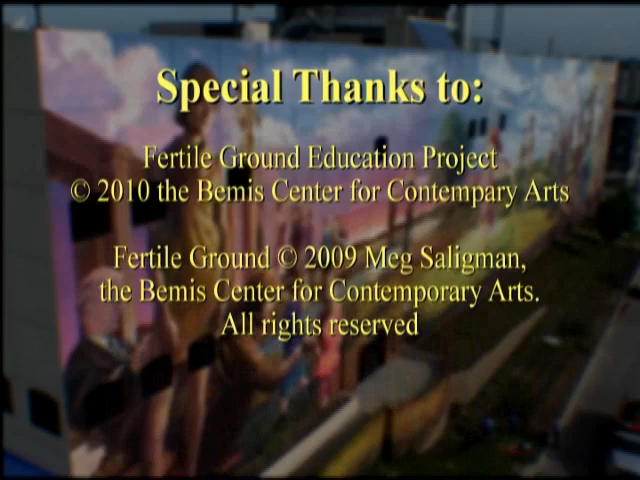 Special Thanks to:
Fertile Ground Education Project
© 2010 the Bemis Center for Contempary Arts
Fertile Ground © 2009 Meg Saligman,
the Bemis Center for Contemporary Arts.
All rights reserved